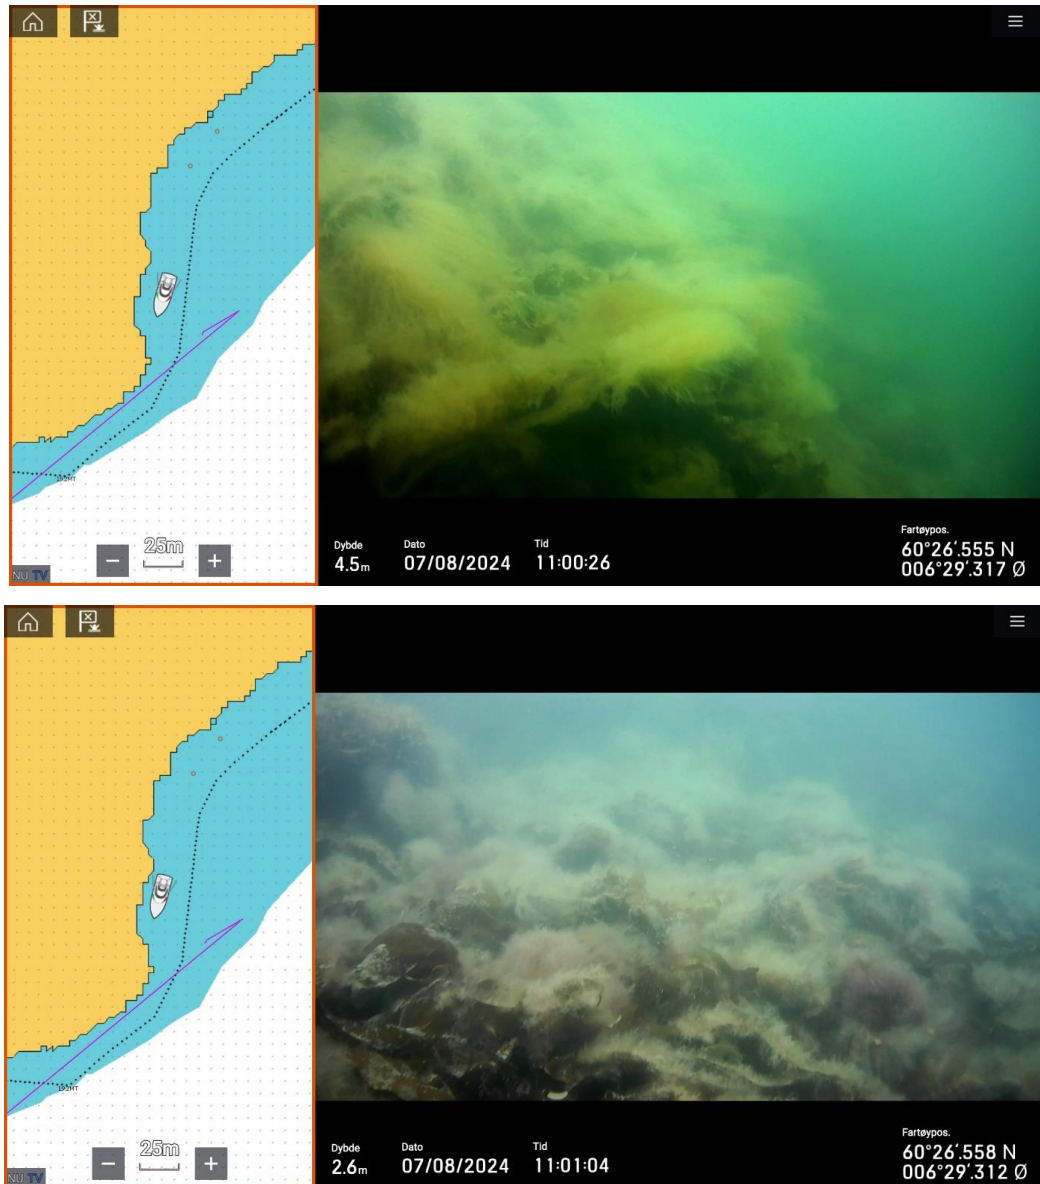 Dybde
4.5m
Dato
07/08/2024
Tid
11:00:26
Fartøypos.
60°26'.555 N
006°29'.317 Ø
25m
NU TV
Dybde
2.6m
Dato
07/08/2024
Tid
11:01:04
Fartøypos.
60°26'.558 N
006°29'.312 Ø
25m
NU TV